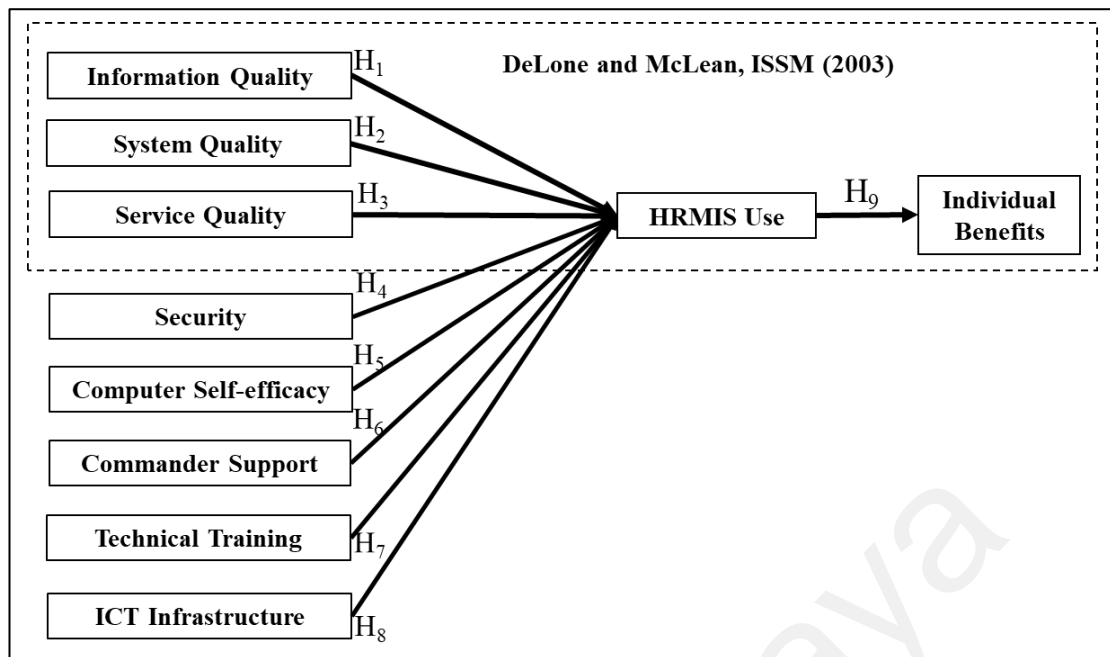 Information Quality
H1
DeLone and McLean, ISSM (2003)
System Quality
H2
Service Quality
H3
HRMIS Use
H9
Individual
Benefits
Security
H4
Computer Self-efficacy
H5
Commander Support
H6
Technical Training
H7
ICT Infrastructure
H8
aya